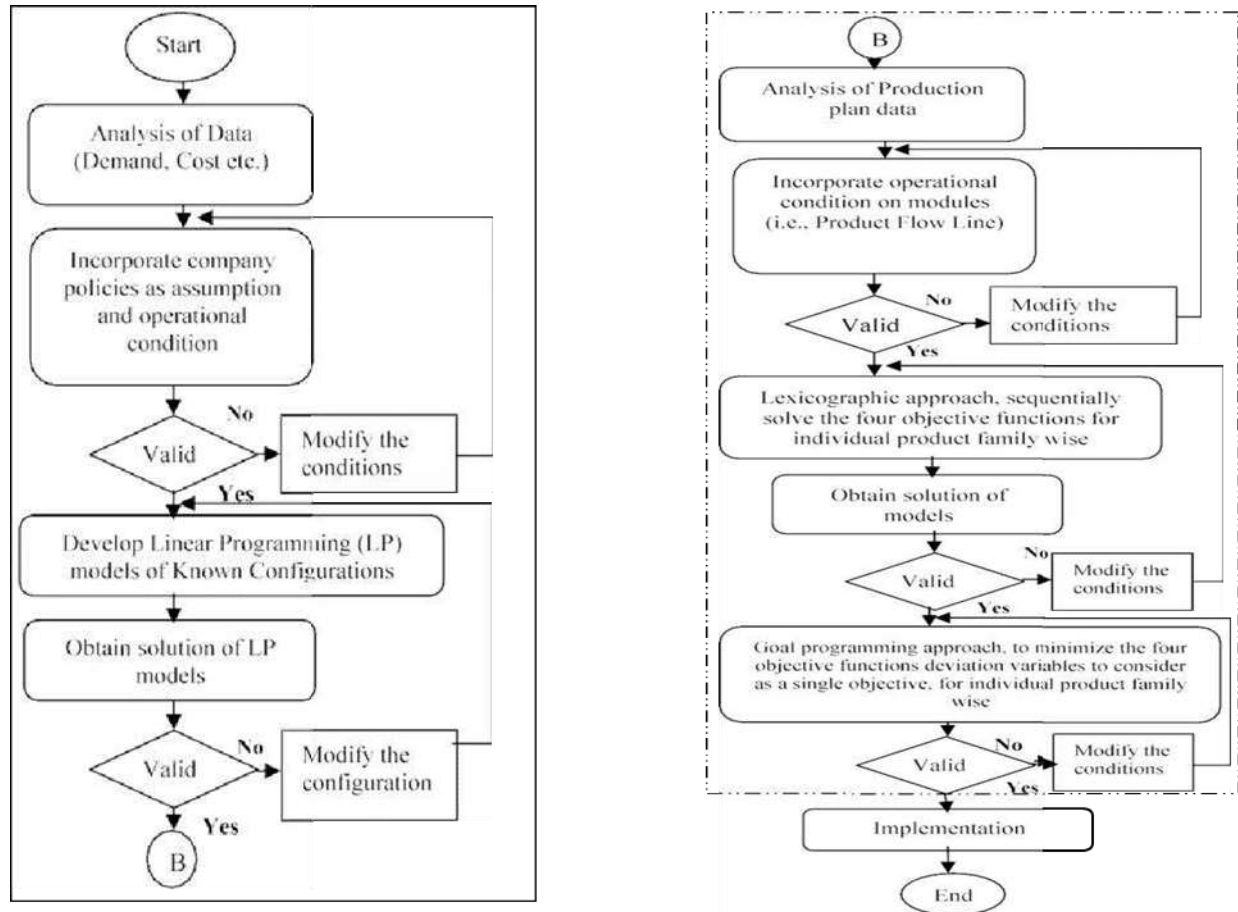 Start
Analysis of Data
(Demand, Cost etc.)
Incorporate company
policies as assumption
and operational
condition
No
Valid
Modify the
conditions
Yes
Develop Linear Programming (LP)
models of Known Configurations
Obtain solution of LP
models
No
Valid
Modify the
configuration
Yes
B
B
Analysis of Production
plan data
Incorporate operational
condition on modules
(i.e., Product Flow Line)
No
Valid
Modify the
conditions
Yes
Lexicographic approach, sequentially
solve the four objective functions for
individual product family wise
Obtain solution of
models
No
Valid
Modify the
conditions
Yes
Goal programming approach, to minimize the four
objective functions deviation variables to consider
as a single objective, for individual product family
wise
No
Valid
Modify the
conditions
Yes
Implementation
End